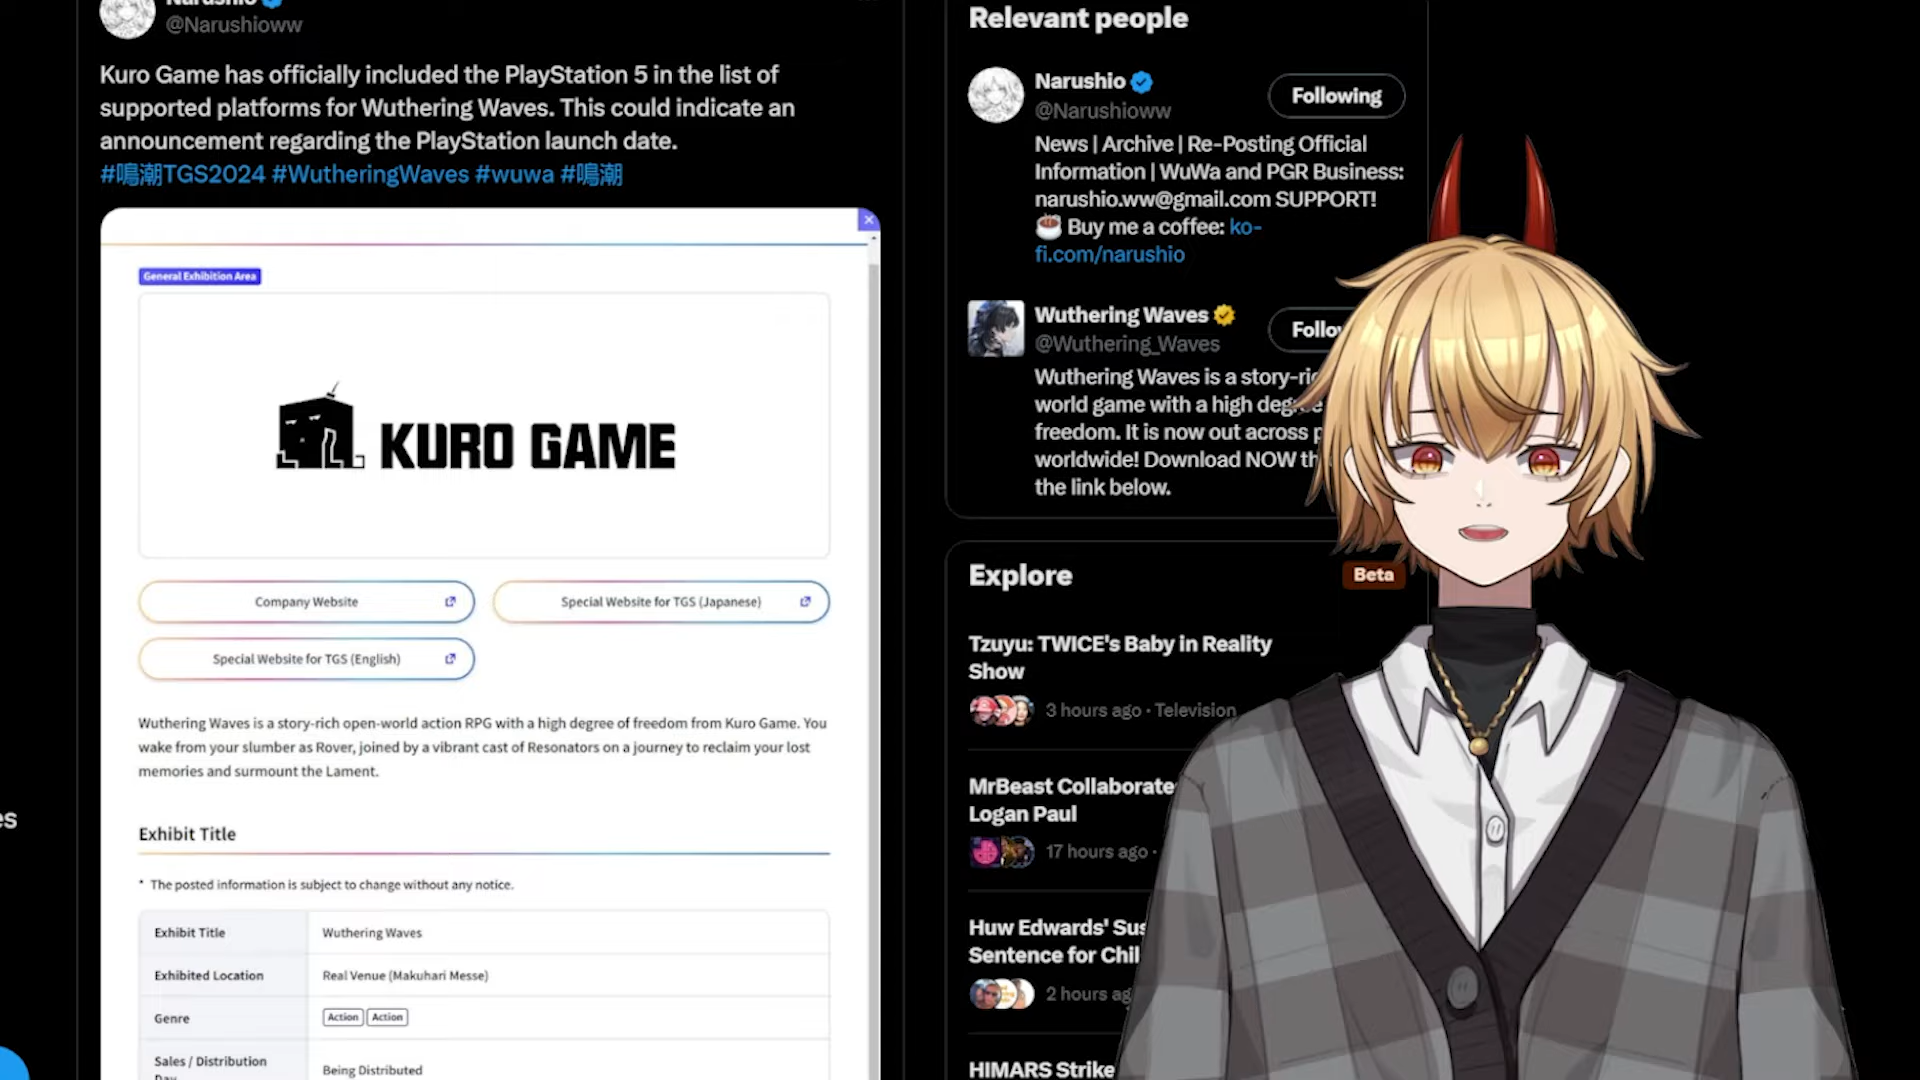 Narushio
@Narushioww
Kuro Game has officially included the PlayStation 5 in the list of
supported platforms for Wuthering Waves. This could indicate an
announcement regarding the PlayStation launch date.
#鳴潮TGS2024 #WutheringWaves #wuwa #鳴潮
General Exhibition Area
KURO GAME
Company Website
Special Website for TGS (Japanese)
Special Website for TGS (English)
Wuthering Waves is a story-rich open-world action RPG with a high degree of freedom from Kuro Game. You
wake from your slumber as Rover, joined by a vibrant cast of Resonators on a journey to reclaim your lost
memories and surmount the Lament.
Exhibit Title
* The posted information is subject to change without any notice.
Exhibit Title Wuthering Waves
Exhibited Location Real Venue (Makuhari Messe)
Genre Action Action
Sales / Distribution
Day
Being Distributed
es
Relevant people
Narushio
Following
@Narushioww
News | Archive | Re-Posting Official
Information | WuWa and PGR Business:
narushio.ww@gmail.com SUPPORT!
Buy me a coffee: ko-
fi.com/narushio
Wuthering Waves
Follo
@Wuthering_Waves
Wuthering Waves is a story-ri
world game with a high degre
freedom. It is now out across p
worldwide! Download NOW th
the link below.
Explore
Beta
Tzuyu: TWICE's Baby in Reality
Show
3 hours ago · Television
MrBeast Collaborate
Logan Paul
17 hours ago ·
Huw Edwards' Sus
Sentence for Chil
2 hours ag
HIMARS Strike